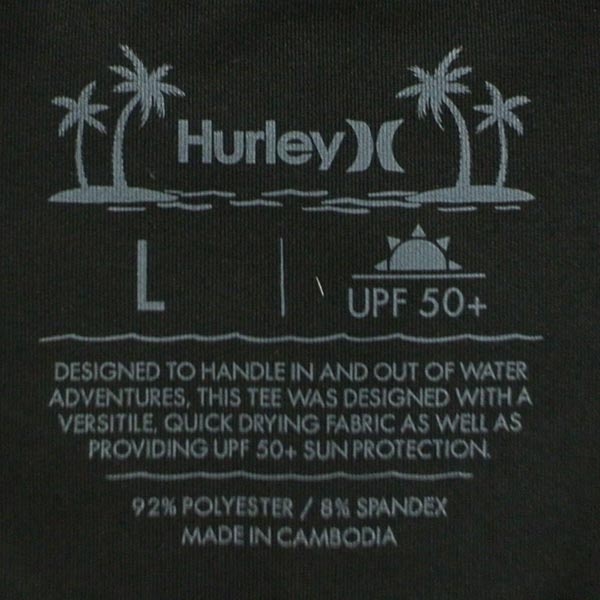 Hurley
L | UPF 50+
DESIGNED TO HANDLE IN AND OUT OF WATER
ADVENTURES, THIS TEE WAS DESIGNED WITH A
VERSITILE, QUICK DRYING FABRIC AS WELL AS
PROVIDING UPF 50+ SUN PROTECTION.
92% POLYESTER / 8% SPANDEX
MADE IN CAMBODIA